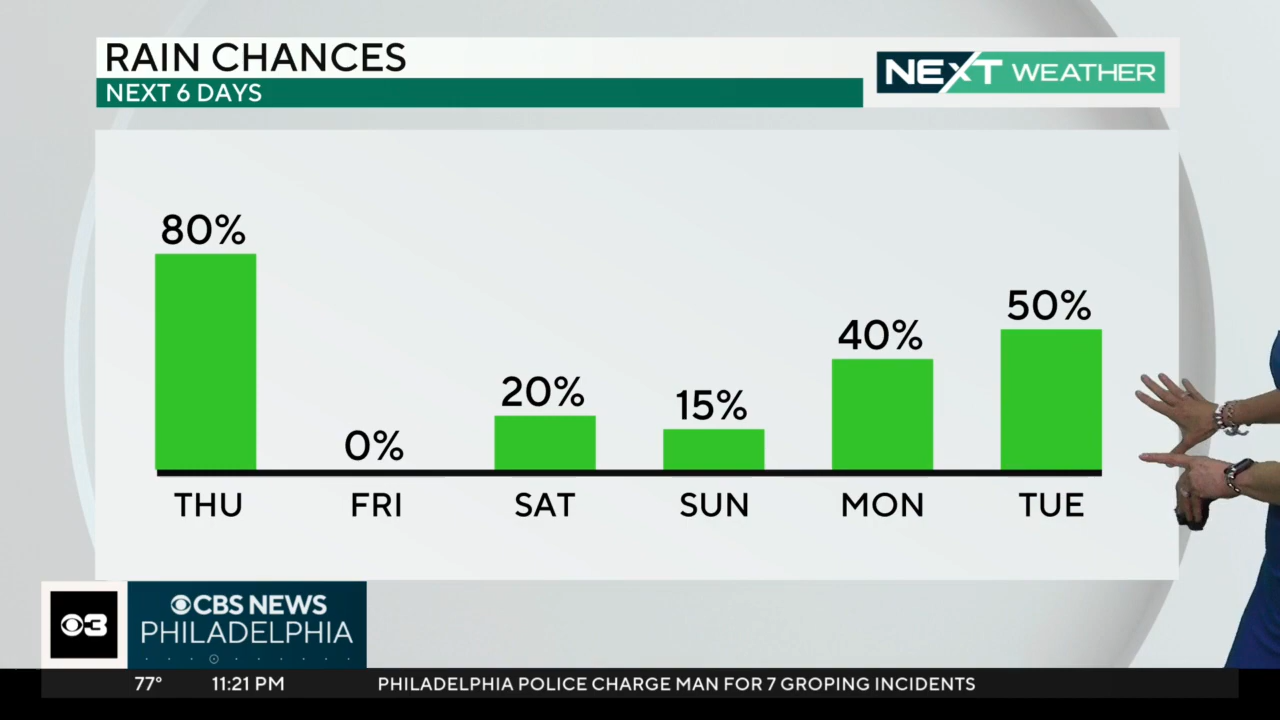 RAIN CHANCES
NEXT 6 DAYS
NEXT WEATHER
80%
0%
20%
15%
40%
50%
THU
FRI
SAT
SUN
MON
TUE
3
CBS NEWS
PHILADELPHIA
77° 11:21 PM PHILADELPHIA POLICE CHARGE MAN FOR 7 GROPING INCIDENTS